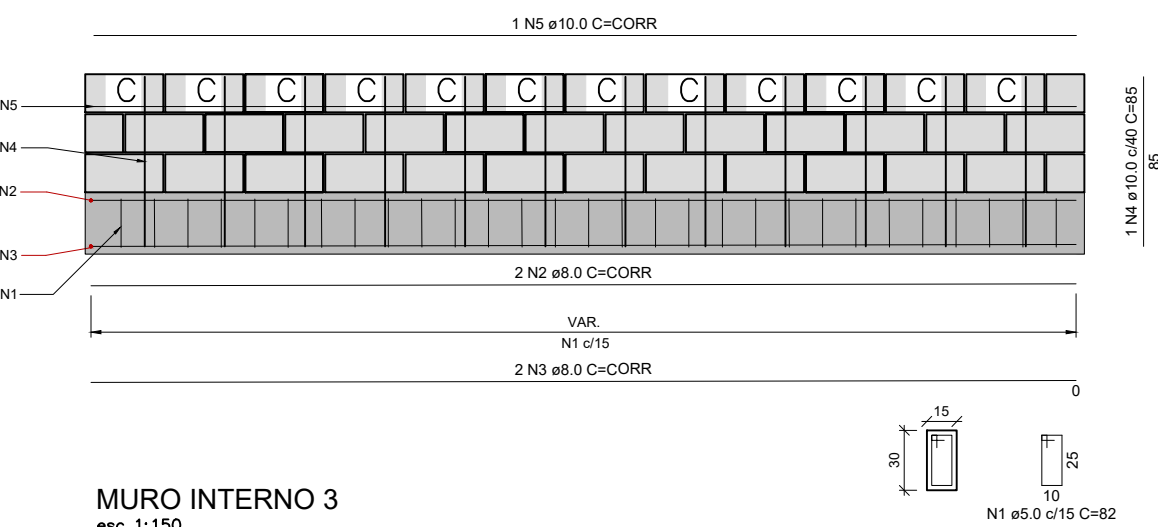 1 N5 ø10.0 C=CORR
C C C C C C C C C C C C
N5
N4
N2
N3
N1
1 N4 ø10.0 c/40 C=85
85
2 N2 ø8.0 C=CORR
VAR.
N1 c/15
2 N3 ø8.0 C=CORR
0
15
30
25
10
N1 ø5.0 c/15 C=82
MURO INTERNO 3
esc. 1:150